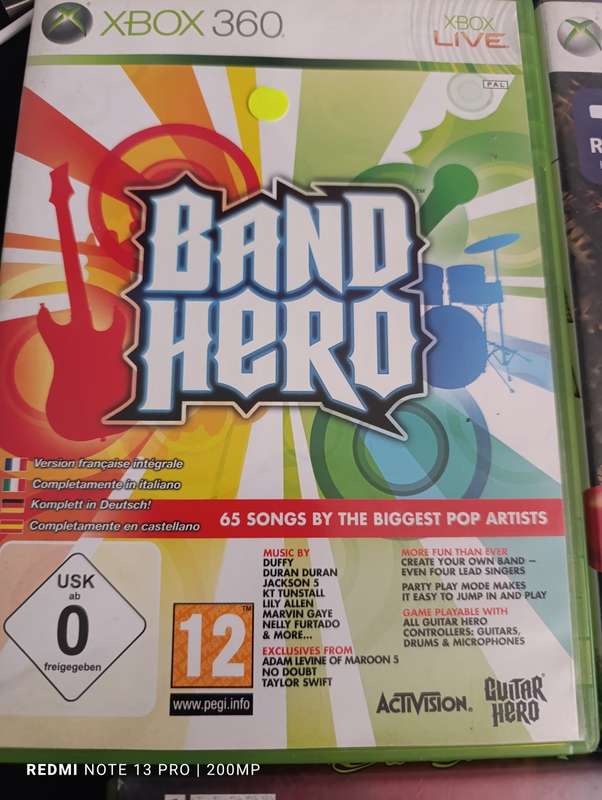 XBOX 360
XBOX
LIVE
PAL
BAND
HERO
TM
Version française intégrale
Completamente in italiano
Komplett in Deutsch!
Completamente en castellano
65 SONGS BY THE BIGGEST POP ARTISTS
USK
ab
0
freigegeben
12
TM
www.pegi.info
MUSIC BY
DUFFY
DURAN DURAN
JACKSON 5
KT TUNSTALL
LILY ALLEN
MARVIN GAYE
NELLY FURTADO
& MORE...
EXCLUSIVES FROM
ADAM LEVINE OF MAROON 5
NO DOUBT
TAYLOR SWIFT
MORE FUN THAN EVER
CREATE YOUR OWN BAND –
EVEN FOUR LEAD SINGERS
PARTY PLAY MODE MAKES
IT EASY TO JUMP IN AND PLAY
GAME PLAYABLE WITH
ALL GUITAR HERO
CONTROLLERS: GUITARS,
DRUMS & MICROPHONES
ACTIVISION.
GUITAR
HERO
REDMI NOTE 13 PRO | 200MP